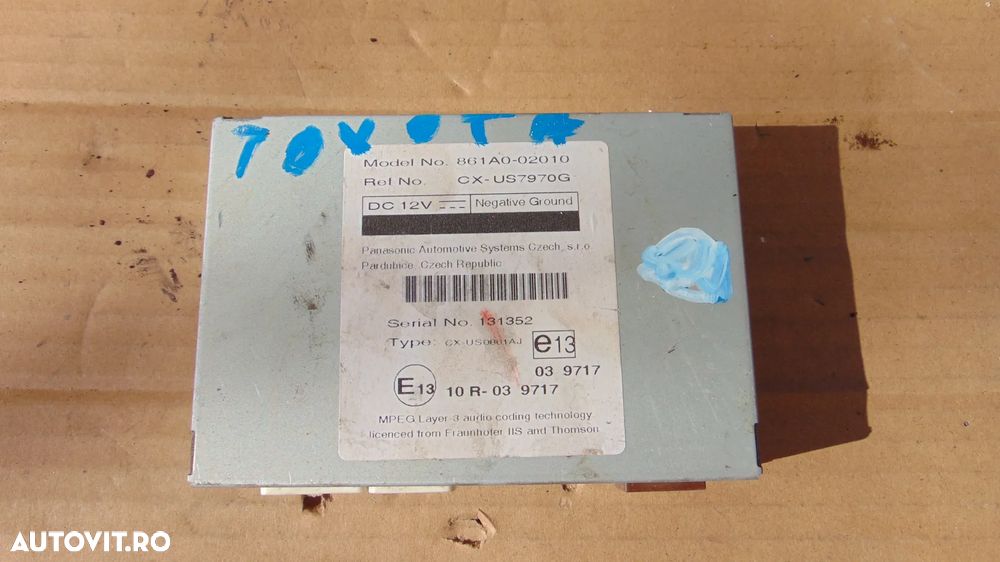 TOYOTA
Model No. 861A0-02010
Ref No. CX-US7970G
DC 12V Negative Ground
Panasonic Automotive Systems Czech, s.r.o.
Pardubice, Czech Republic
Serial No. 131352
Type: CX-US0801AJ e13
03 9717
E13 10 R-03 9717
MPEG Layer-3 audio coding technology
licenced from Fraunhofer IIS and Thomson
AUTOVIT.RO